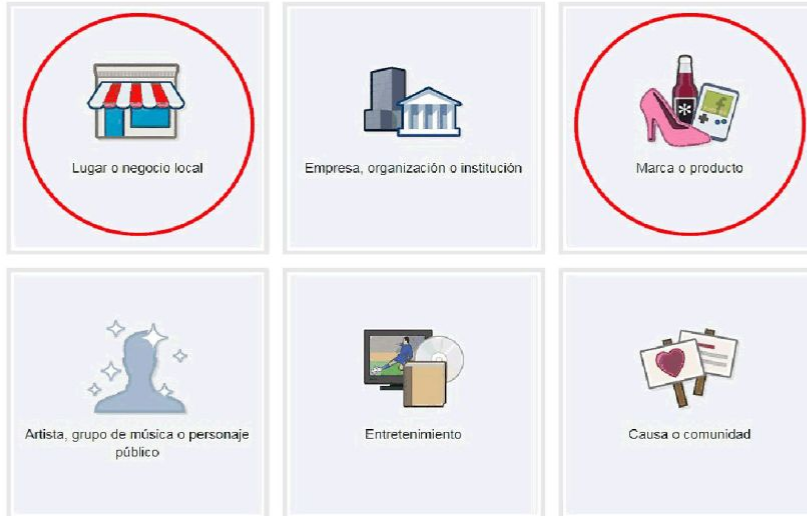 Lugar o negocio local
Empresa, organización o institución
Marca o producto
Artista, grupo de música o personaje
público
Entretenimiento
Causa o comunidad